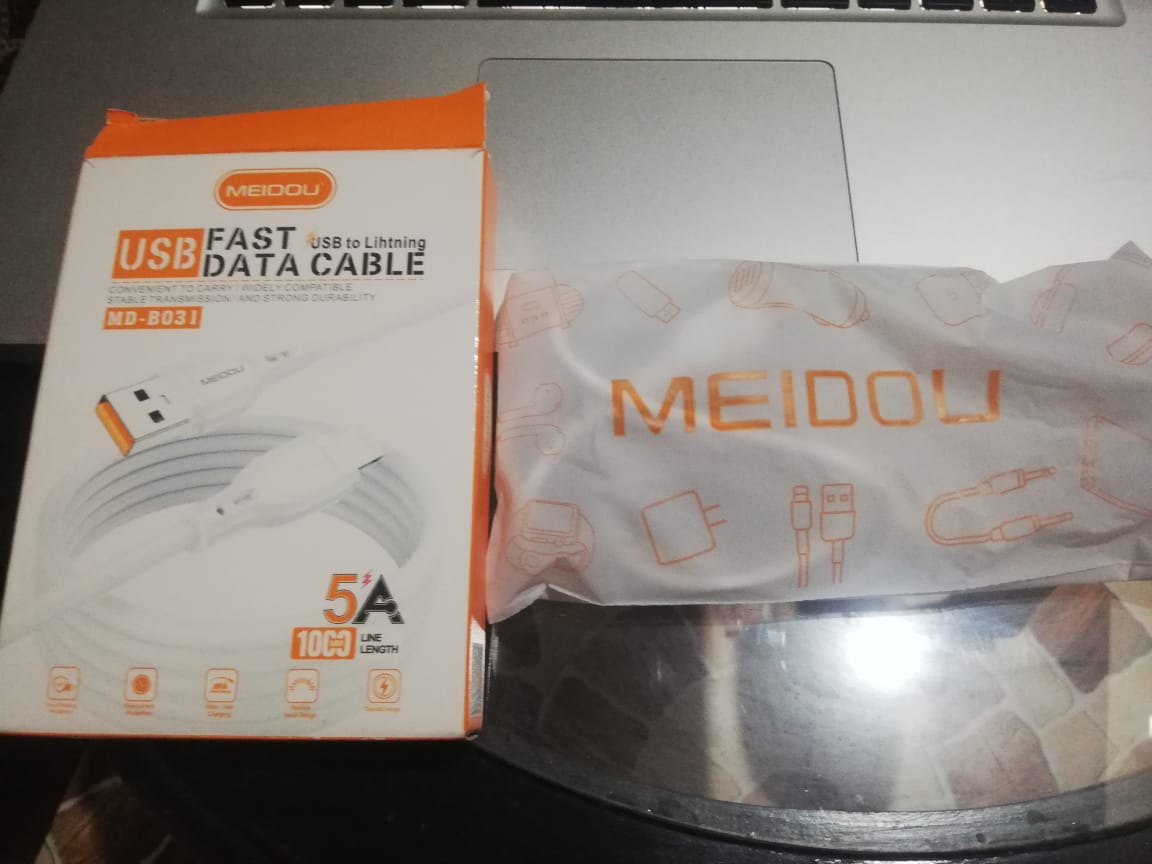 MEIDOU
USB FAST USB to Lihtning
DATA CABLE
CONVENIENT TO CARRY / WIDELY COMPATIBLE
STABLE TRANSMISSION / AND STRONG DURABILITY
MD-B031
MEIDOU
5A
1000 LINE
LENGTH
MEIDOU